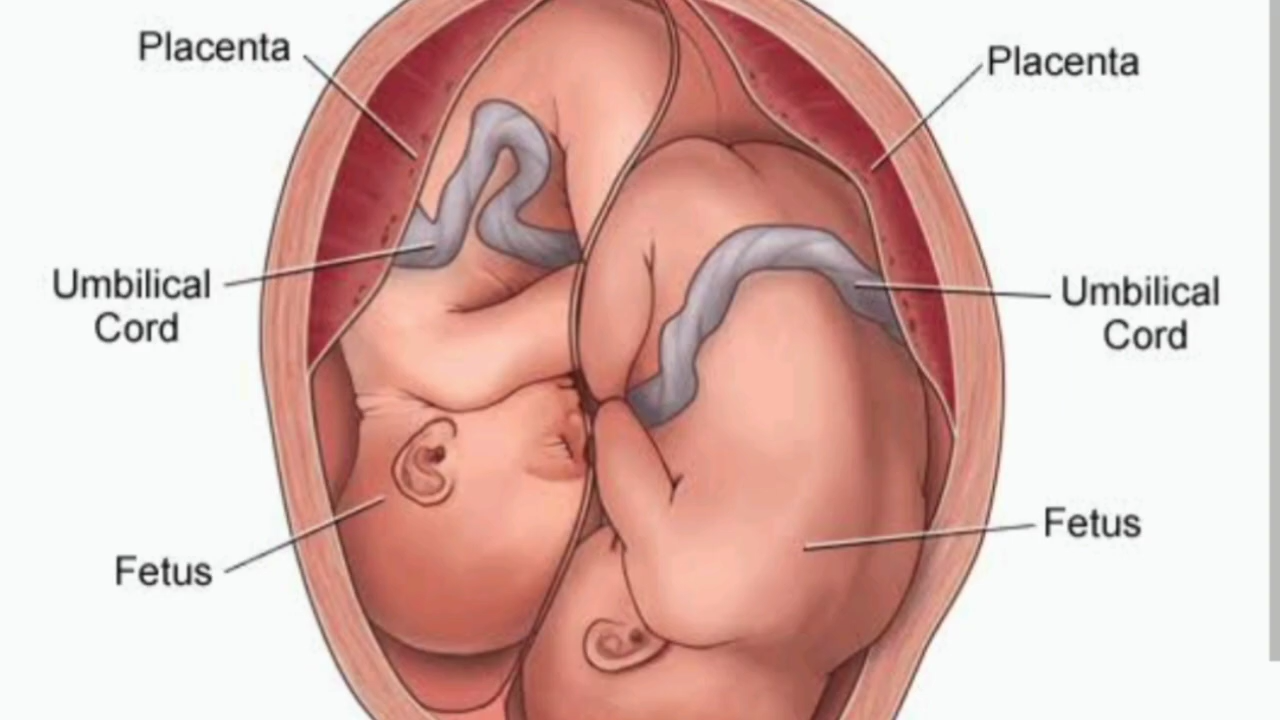 Placenta
Placenta
Umbilical
Cord
Umbilical
Cord
Fetus
Fetus